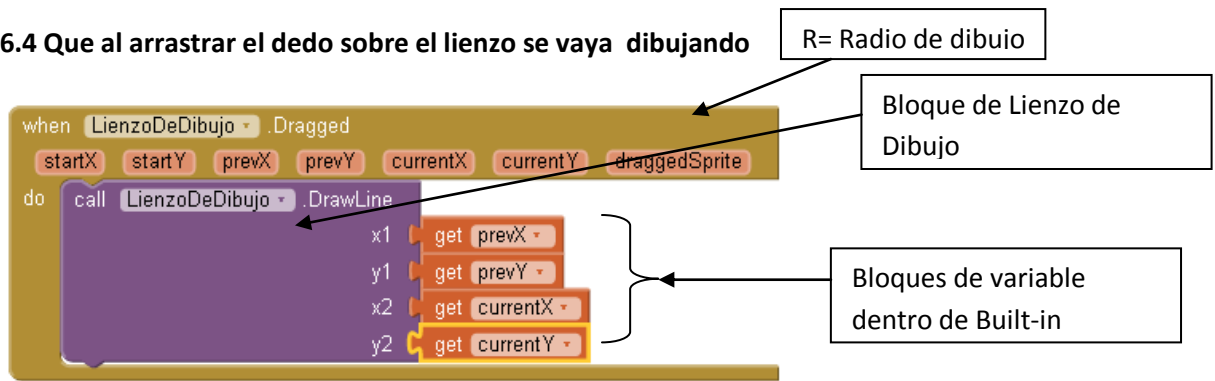 6.4 Que al arrastrar el dedo sobre el lienzo se vaya dibujando
R= Radio de dibujo
Bloque de Lienzo de
Dibujo
when LienzoDeDibujo .Dragged
startX startY prevX prevY currentX currentY draggedSprite
do call LienzoDeDibujo .DrawLine
x1 get prevX
y1 get prevY
x2 get currentX
y2 get currentY
Bloques de variable
dentro de Built-in